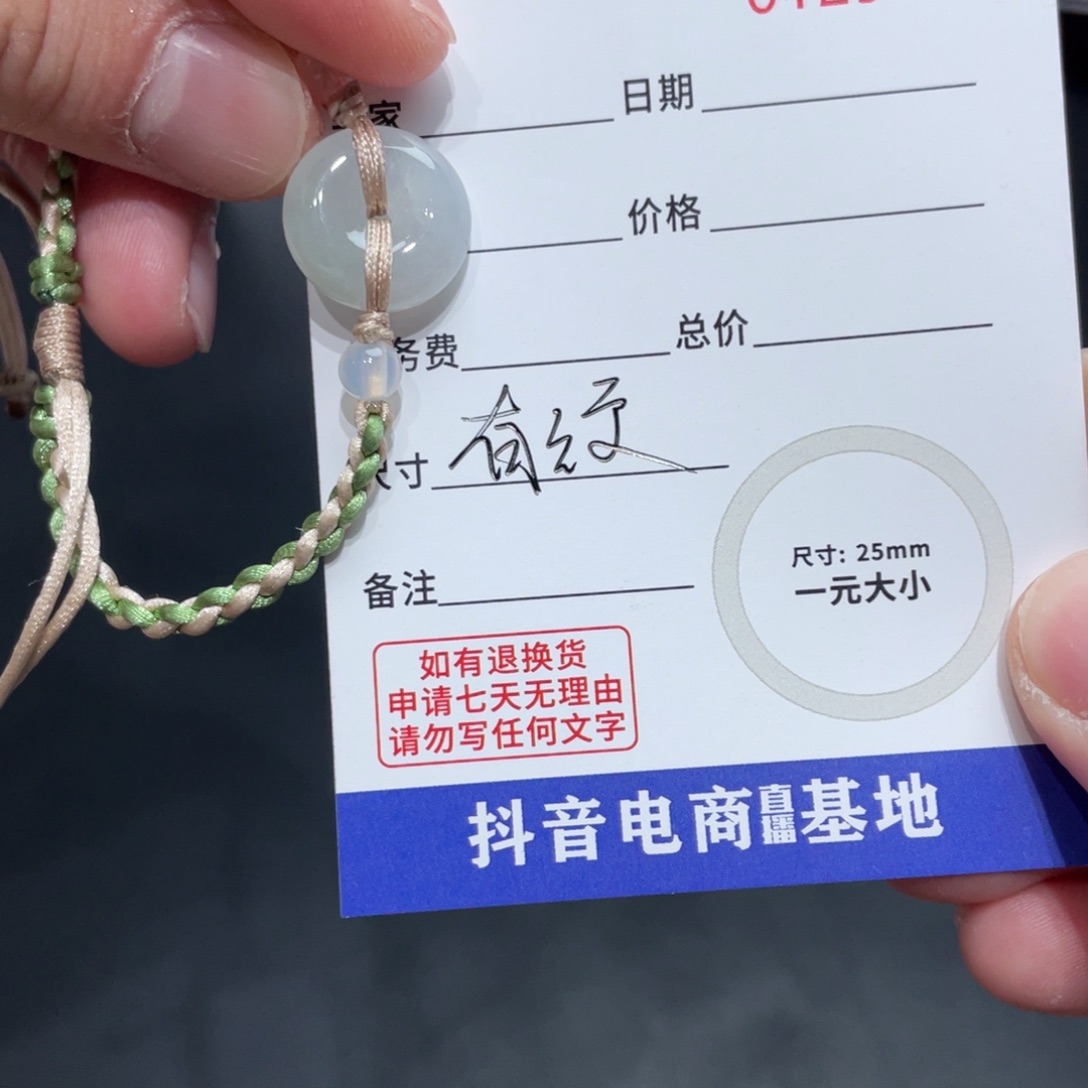 家 日期
价格
务费 总价
尺寸 有纹
备注
尺寸: 25mm
一元大小
如有退换货
申请七天无理由
请勿写任何文字
抖音电商直播基地